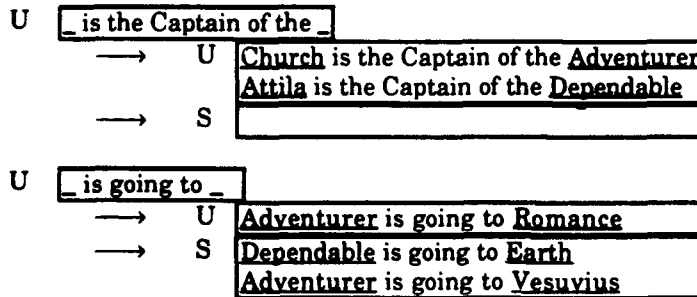 U _ is the Captain of the _
⟶ U Church is the Captain of the Adventurer
Attila is the Captain of the Dependable
⟶ S
U _ is going to _
⟶ U Adventurer is going to Romance
⟶ S Dependable is going to Earth
Adventurer is going to Vesuvius